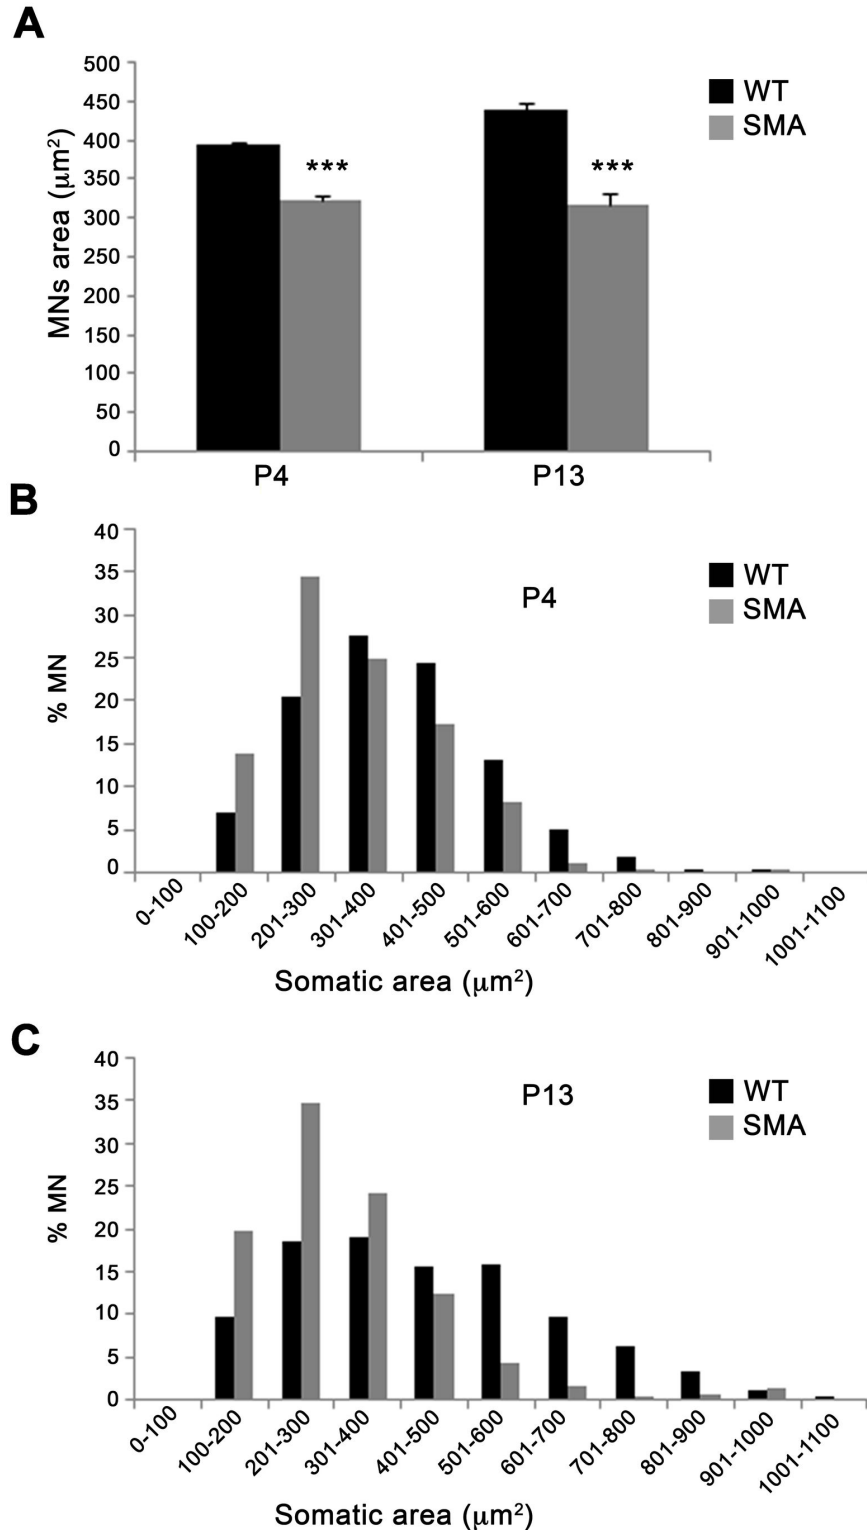 A
500
450
400
350
300
250
200
150
100
50
0
MNs area (μm²)
WT
SMA
***
***
P4
P13
B
40
35
30
25
20
15
10
5
0
% MN
P4
WT
SMA
0-100
100-200
201-300
301-400
401-500
501-600
601-700
701-800
801-900
901-1000
1001-1100
Somatic area (μm²)
C
40
35
30
25
20
15
10
5
0
% MN
P13
WT
SMA
0-100
100-200
201-300
301-400
401-500
501-600
601-700
701-800
801-900
901-1000
1001-1100
Somatic area (μm²)